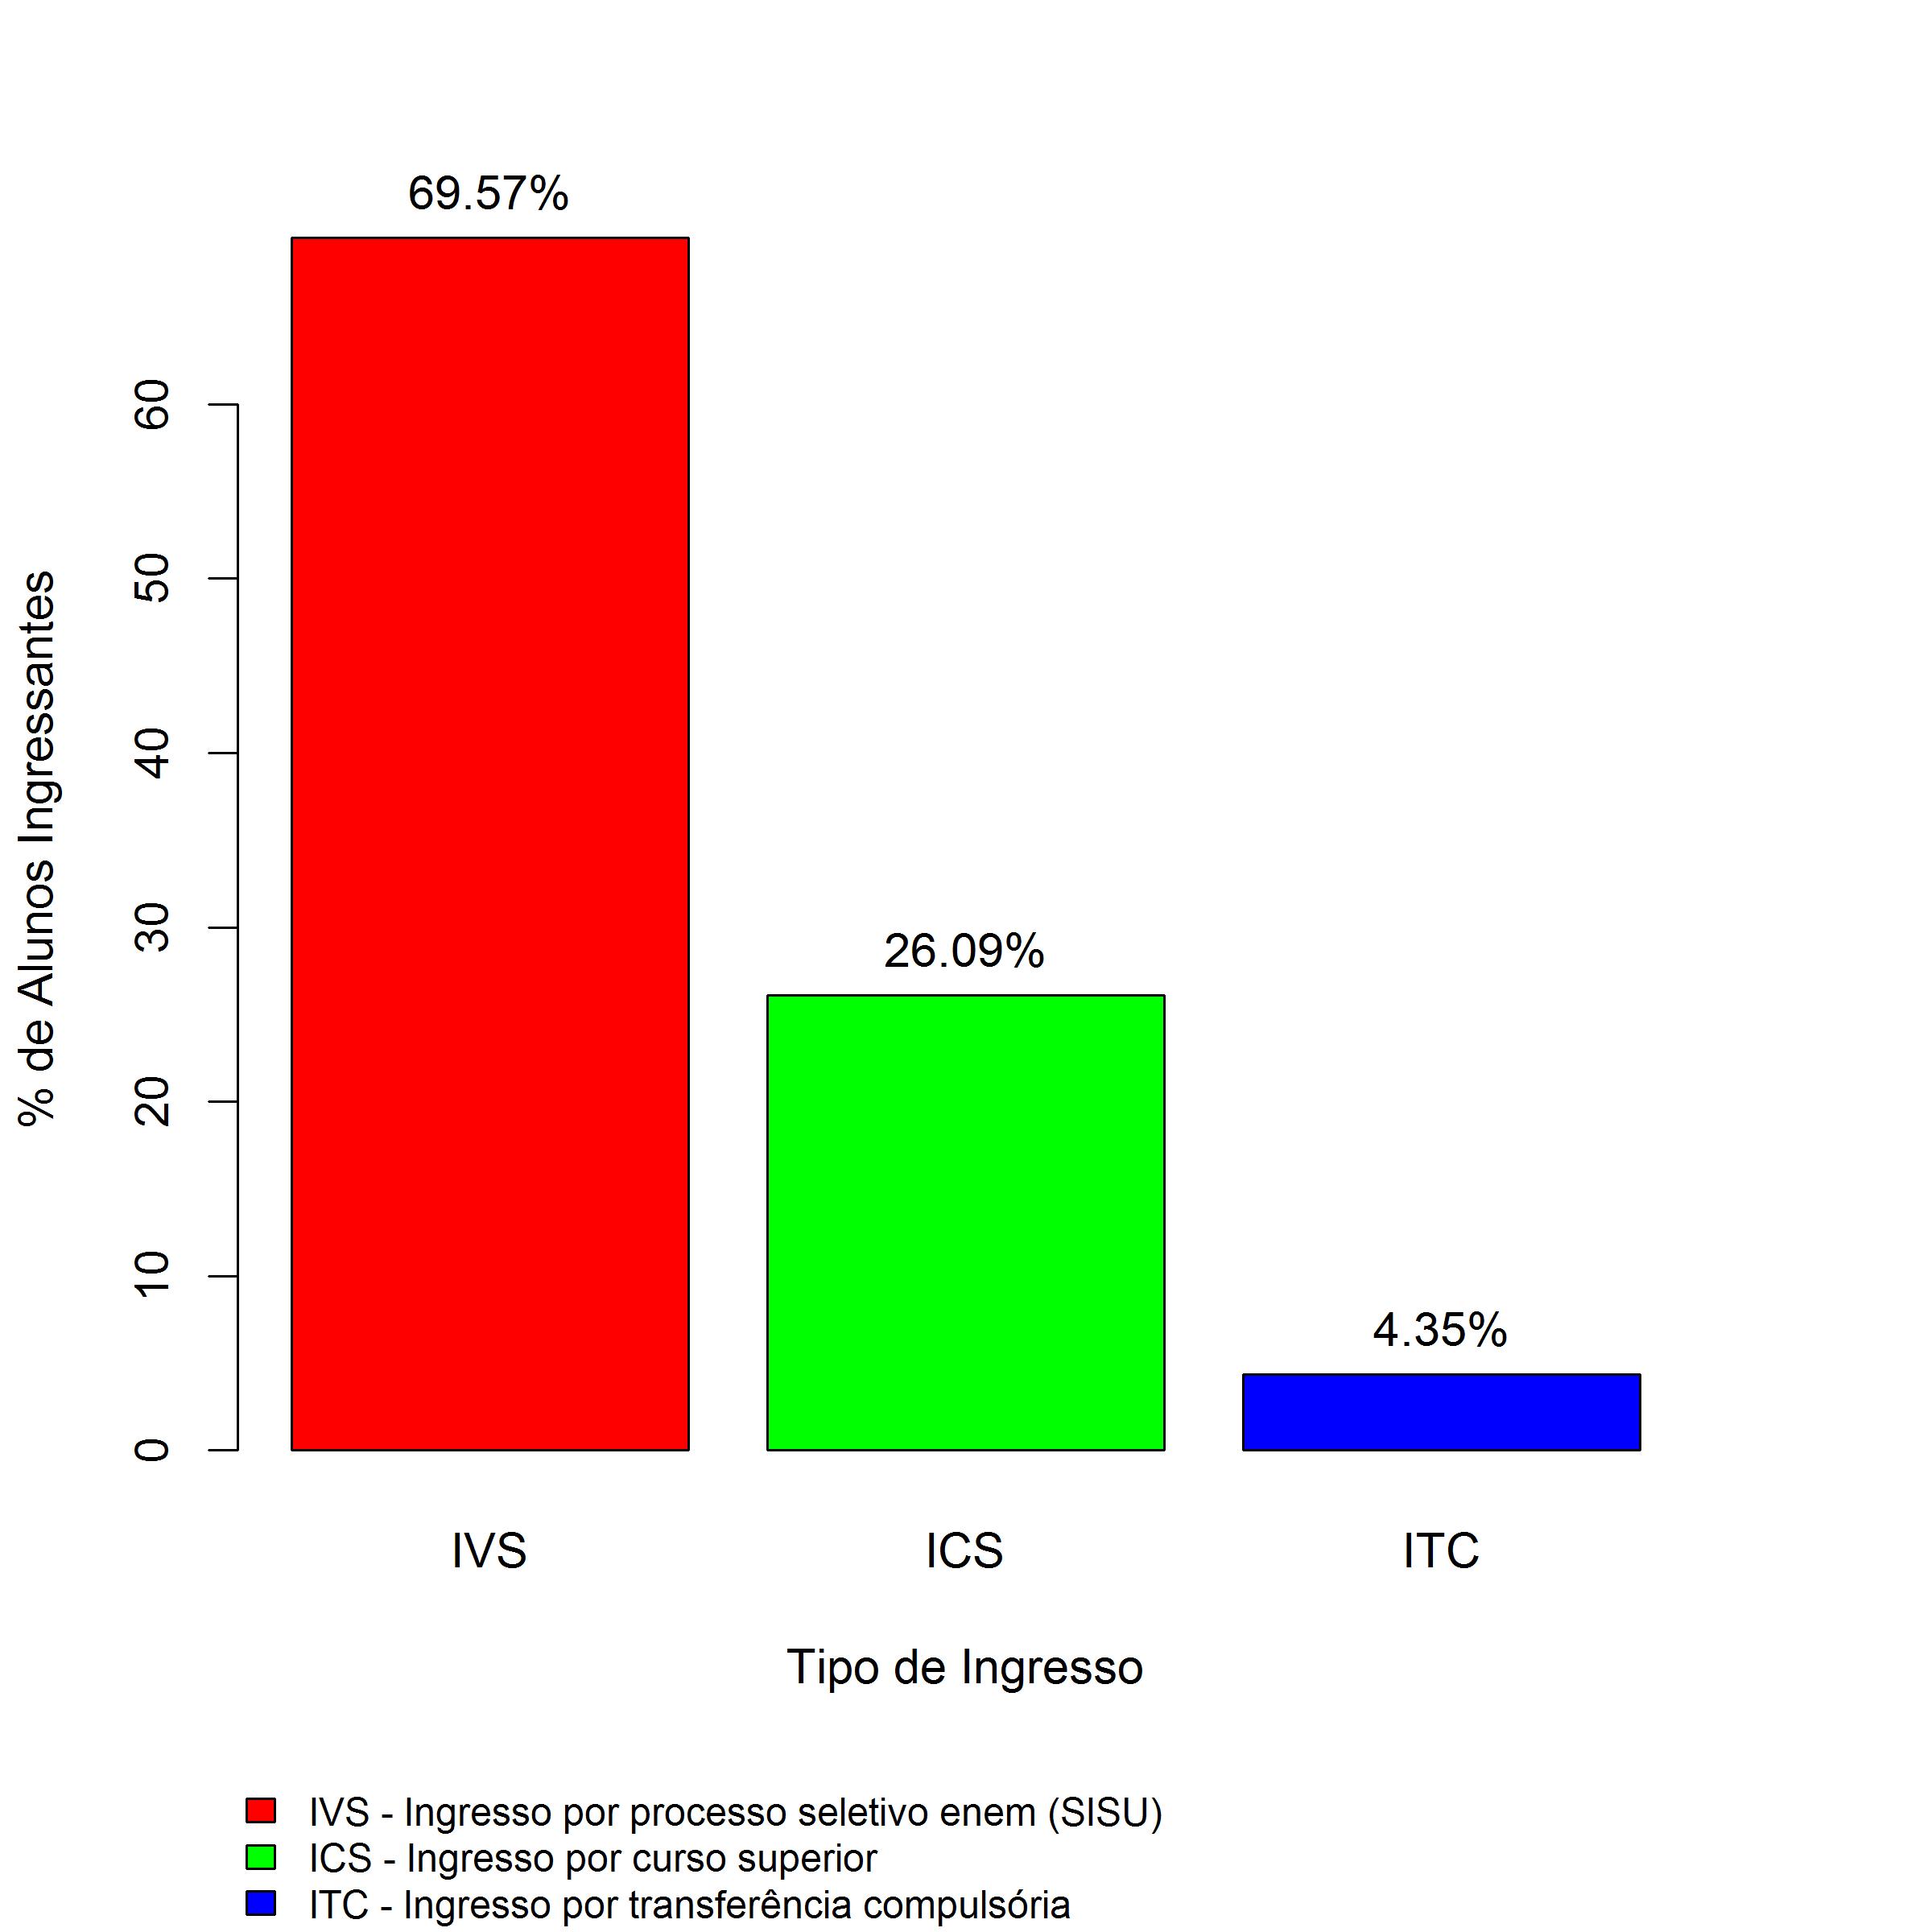 69.57%
26.09%
4.35%
60
50
40
30
20
10
0
% de Alunos Ingressantes
IVS
ICS
ITC
Tipo de Ingresso
IVS - Ingresso por processo seletivo enem (SISU)
ICS - Ingresso por curso superior
ITC - Ingresso por transferência compulsória